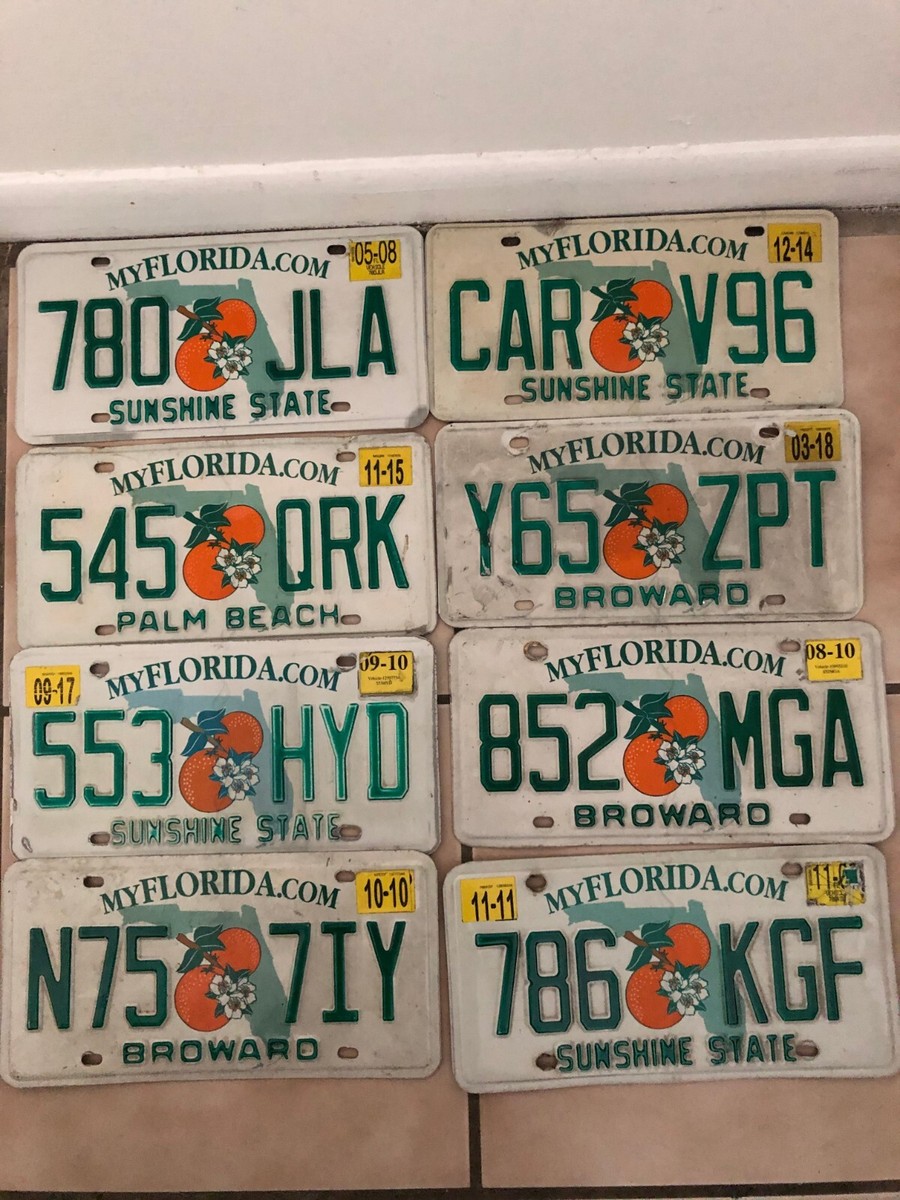 MYFLORIDA.COM 05-08
780 JLA
SUNSHINE STATE
MYFLORIDA.COM 12-14
CAR V96
SUNSHINE STATE
MYFLORIDA.COM 11-15
545 QRK
PALM BEACH
MYFLORIDA.COM 03-18
Y65 ZPT
BROWARD
09-17 MYFLORIDA.COM 09-10
553 HYD
SUNSHINE STATE
MYFLORIDA.COM 08-10
852 MGA
BROWARD
MYFLORIDA.COM 10-10
N75 7IY
BROWARD
11-11 MYFLORIDA.COM
786 KGF
SUNSHINE STATE